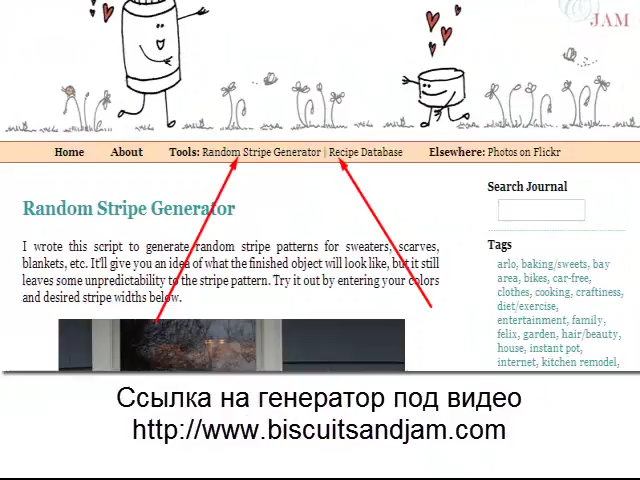 @
JAM
Home About Tools: Random Stripe Generator | Recipe Database Elsewhere: Photos on Flickr
Random Stripe Generator
I wrote this script to generate random stripe patterns for sweaters, scarves,
blankets, etc. It'll give you an idea of what the finished object will look like, but it still
leaves some unpredictability to the stripe pattern. Try it out by entering your colors
and desired stripe widths below.
Search Journal
Tags
arlo, baking/sweets, bay
area, bikes, car-free,
clothes, cooking, craftiness,
diet/exercise,
entertainment, family,
felix, garden, hair/beauty,
house, instant pot,
internet, kitchen remodel,
Ссылка на генератор под видео
http://www.biscuitsandjam.com